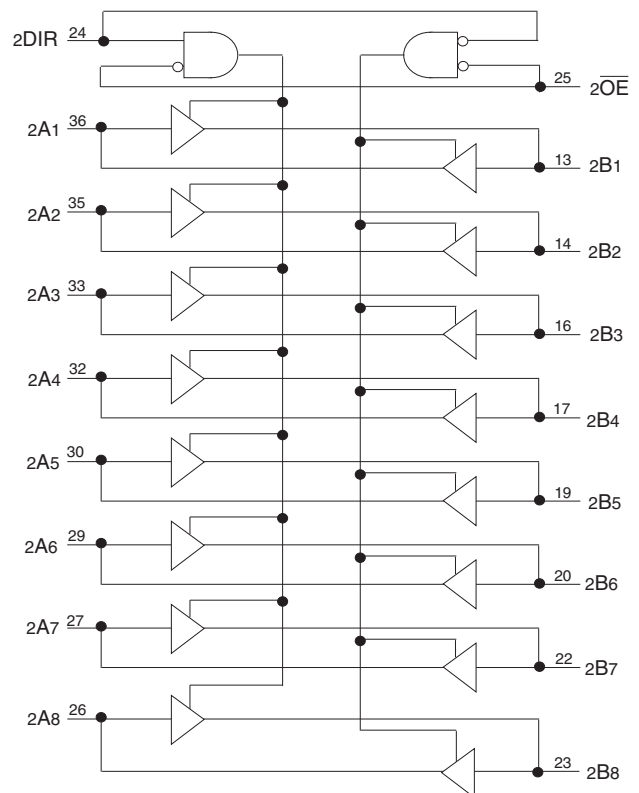 2DIR 24
25 2O̅E̅
2A1 36
13 2B1
2A2 35
14 2B2
2A3 33
16 2B3
2A4 32
17 2B4
2A5 30
19 2B5
2A6 29
20 2B6
2A7 27
22 2B7
2A8 26
23 2B8